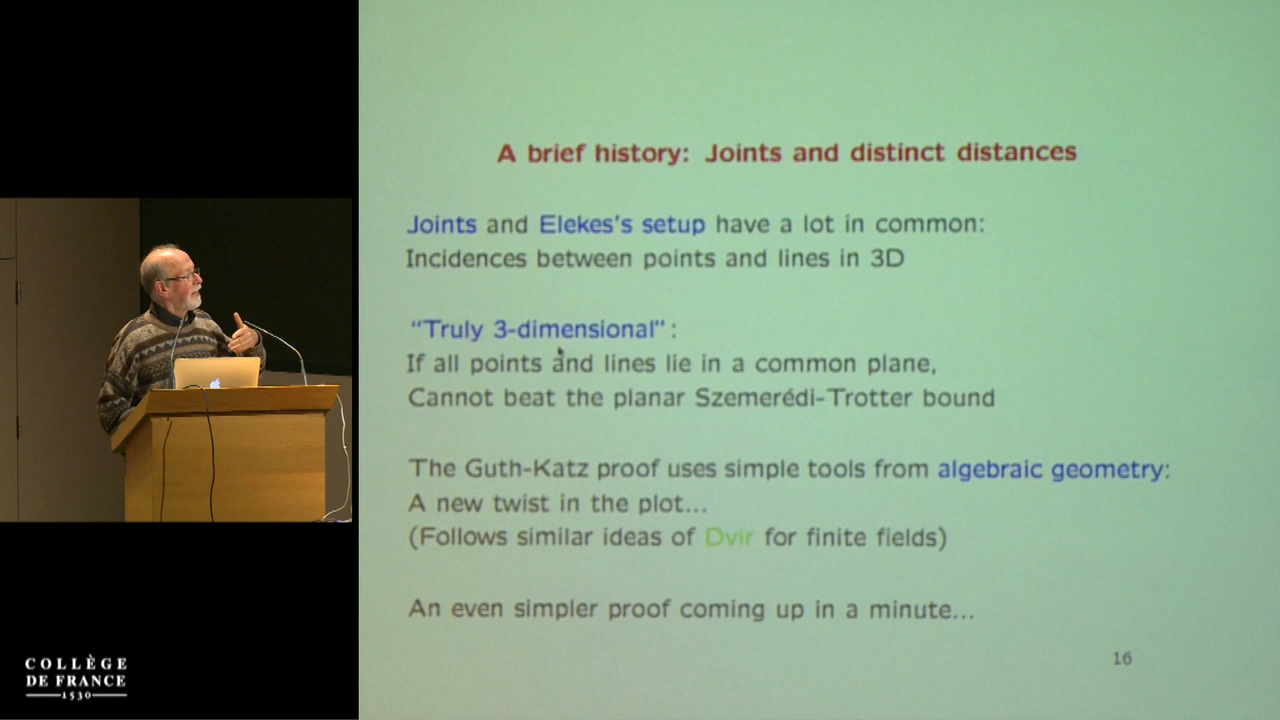 A brief history: Joints and distinct distances
Joints and Elekes's setup have a lot in common:
Incidences between points and lines in 3D
“Truly 3-dimensional”:
If all points and lines lie in a common plane,
Cannot beat the planar Szemerédi-Trotter bound
The Guth-Katz proof uses simple tools from algebraic geometry:
A new twist in the plot...
(Follows similar ideas of Dvir for finite fields)
An even simpler proof coming up in a minute...
16
COLLÈGE
DE FRANCE
1530